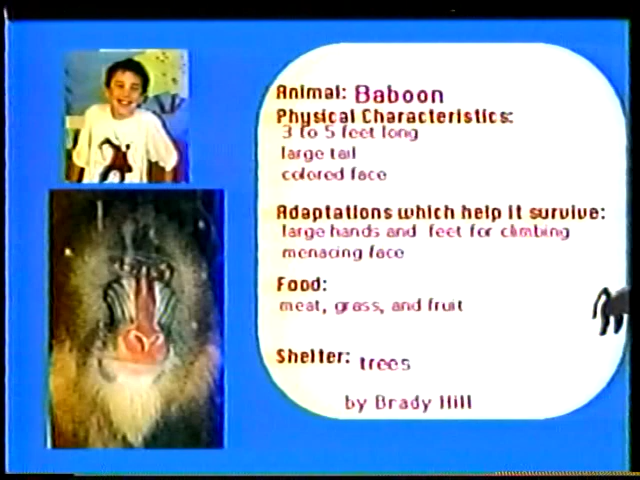 Animal: Baboon
Physical Characteristics:
3 to 5 feet long
large tail
colored face
Adaptations which help it survive:
large hands and feet for climbing
menacing face
Food:
meat, grass, and fruit
Shelter: trees
by Brady Hill